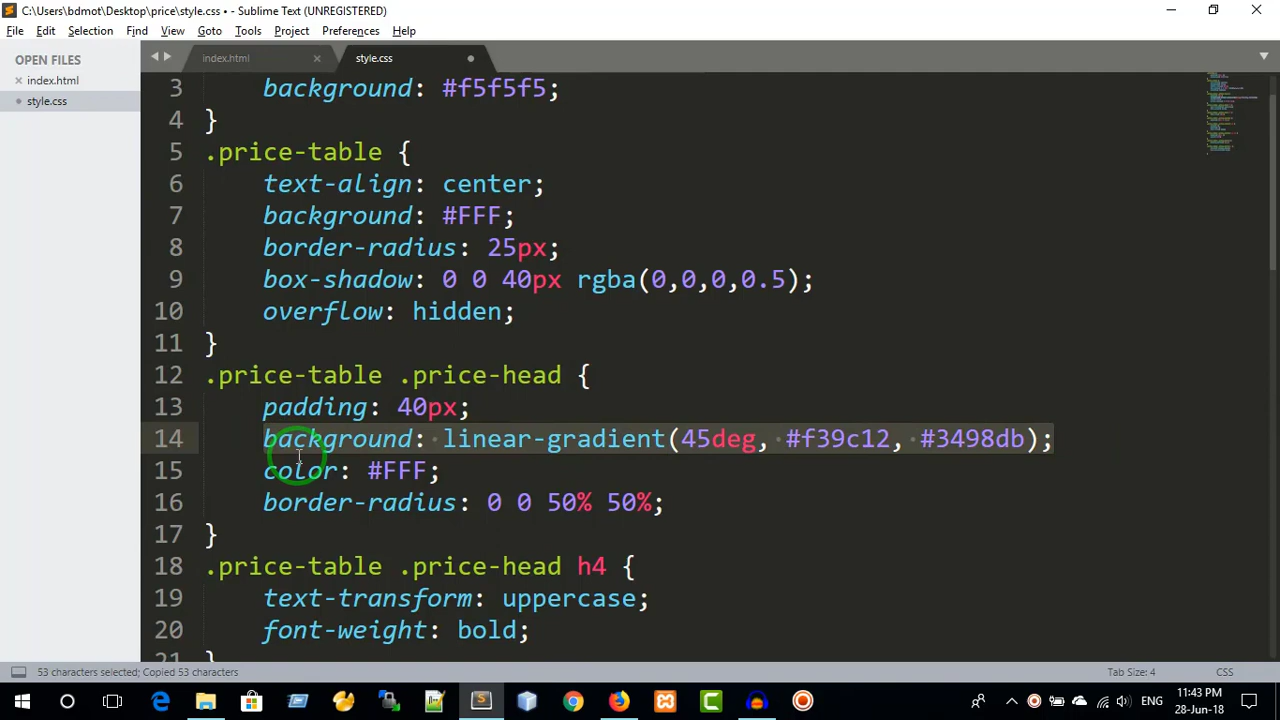 C:\Users\bdmot\Desktop\price\style.css • - Sublime Text (UNREGISTERED)
File Edit Selection Find View Goto Tools Project Preferences Help
OPEN FILES
index.html
style.css
index.html
style.css
3 background: #f5f5f5;
4 }
5 .price-table {
6 text-align: center;
7 background: #FFF;
8 border-radius: 25px;
9 box-shadow: 0 0 40px rgba(0,0,0,0.5);
10 overflow: hidden;
11 }
12 .price-table .price-head {
13 padding: 40px;
14 background: linear-gradient(45deg, #f39c12, #3498db);
15 color: #FFF;
16 border-radius: 0 0 50% 50%;
17 }
18 .price-table .price-head h4 {
19 text-transform: uppercase;
20 font-weight: bold;
21 }
53 characters selected; Copied 53 characters
Tab Size: 4 CSS
ENG
11:43 PM
28-Jun-18